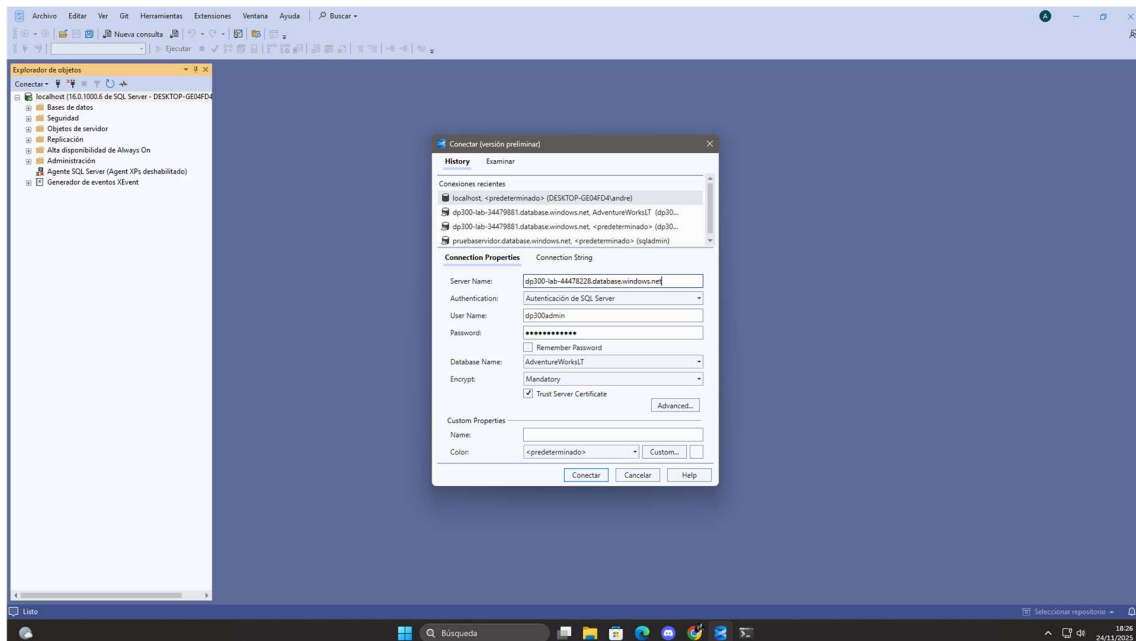 Archivo Editar Ver Git Herramientas Extensiones Ventana Ayuda Buscar
A
Nueva consulta
Ejecutar
Explorador de objetos
Conectar
localhost (16.0.1000.6 de SQL Server - DESKTOP-GE04FD4
Bases de datos
Seguridad
Objetos de servidor
Replicación
Alta disponibilidad de Always On
Administración
Agente SQL Server (Agent XPs deshabilitado)
Generador de eventos XEvent
Conectar (versión preliminar)
History Examinar
Conexiones recientes
localhost, <predeterminado> (DESKTOP-GE04FD4\andre)
dp300-lab-34479881.database.windows.net, AdventureWorksLT (dp30...
dp300-lab-34479881.database.windows.net, <predeterminado> (dp30...
pruebaservidor.database.windows.net, <predeterminado> (sqladmin)
Connection Properties Connection String
Server Name: dp300-lab-44478228.database.windows.net
Authentication: Autenticación de SQL Server
User Name: dp300admin
Password: ●●●●●●●●●●●●
Remember Password
Database Name: AdventureWorksLT
Encrypt: Mandatory
Trust Server Certificate
Advanced...
Custom Properties
Name:
Color: <predeterminado> Custom...
Conectar Cancelar Help
Listo
Seleccionar repositorio
Búsqueda
18:26
24/11/2025